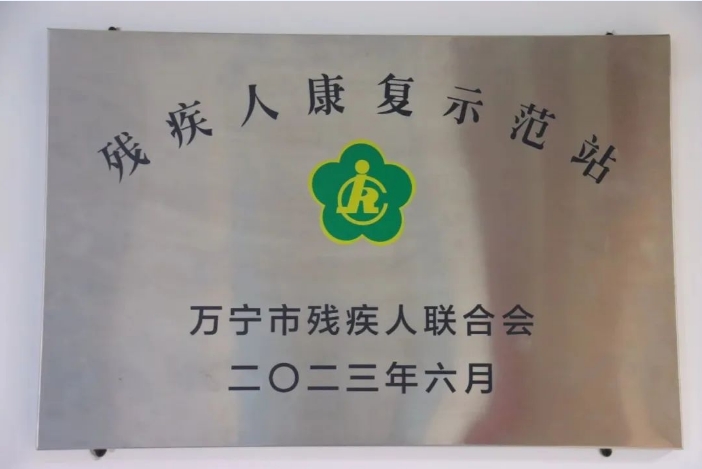 残疾人康复示范站
万宁市残疾人联合会
二〇二三年六月